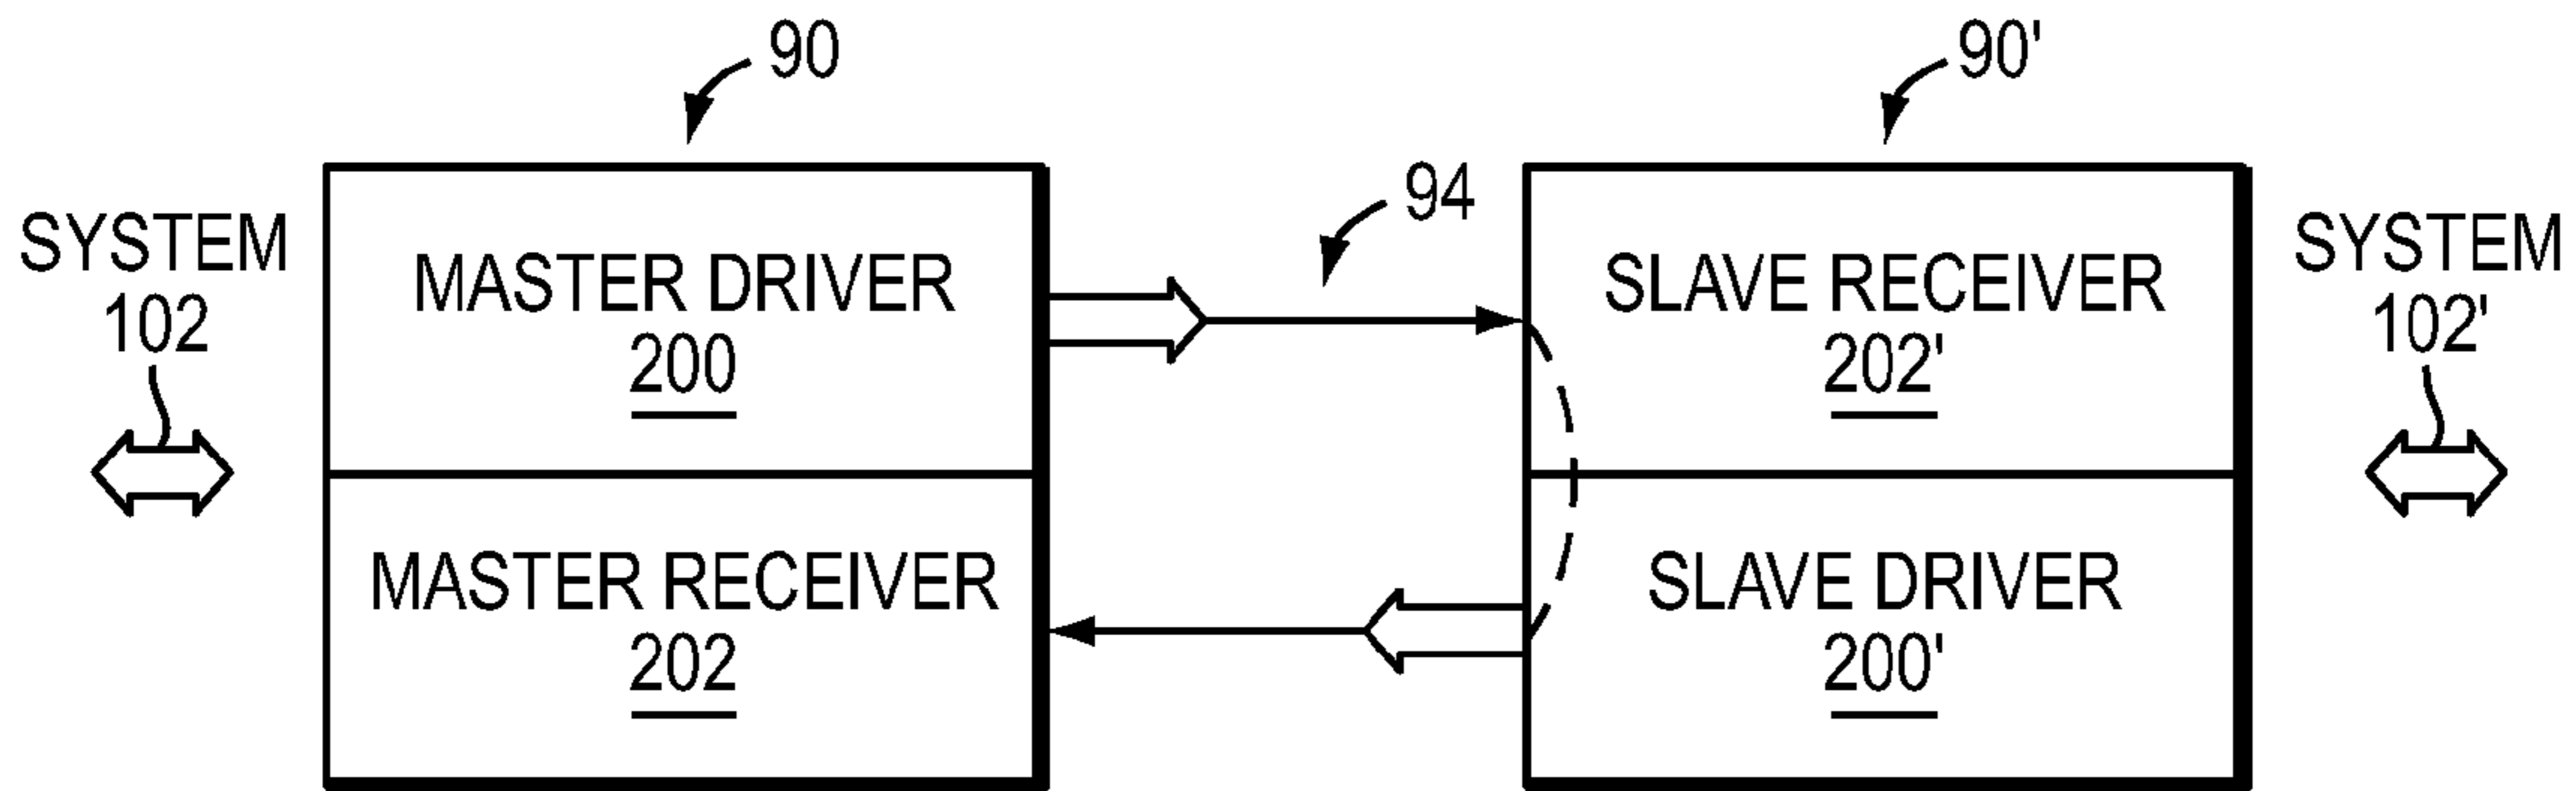 90
90'
94
SYSTEM
102
MASTER DRIVER
200
SLAVE RECEIVER
202'
SYSTEM
102'
MASTER RECEIVER
202
SLAVE DRIVER
200'